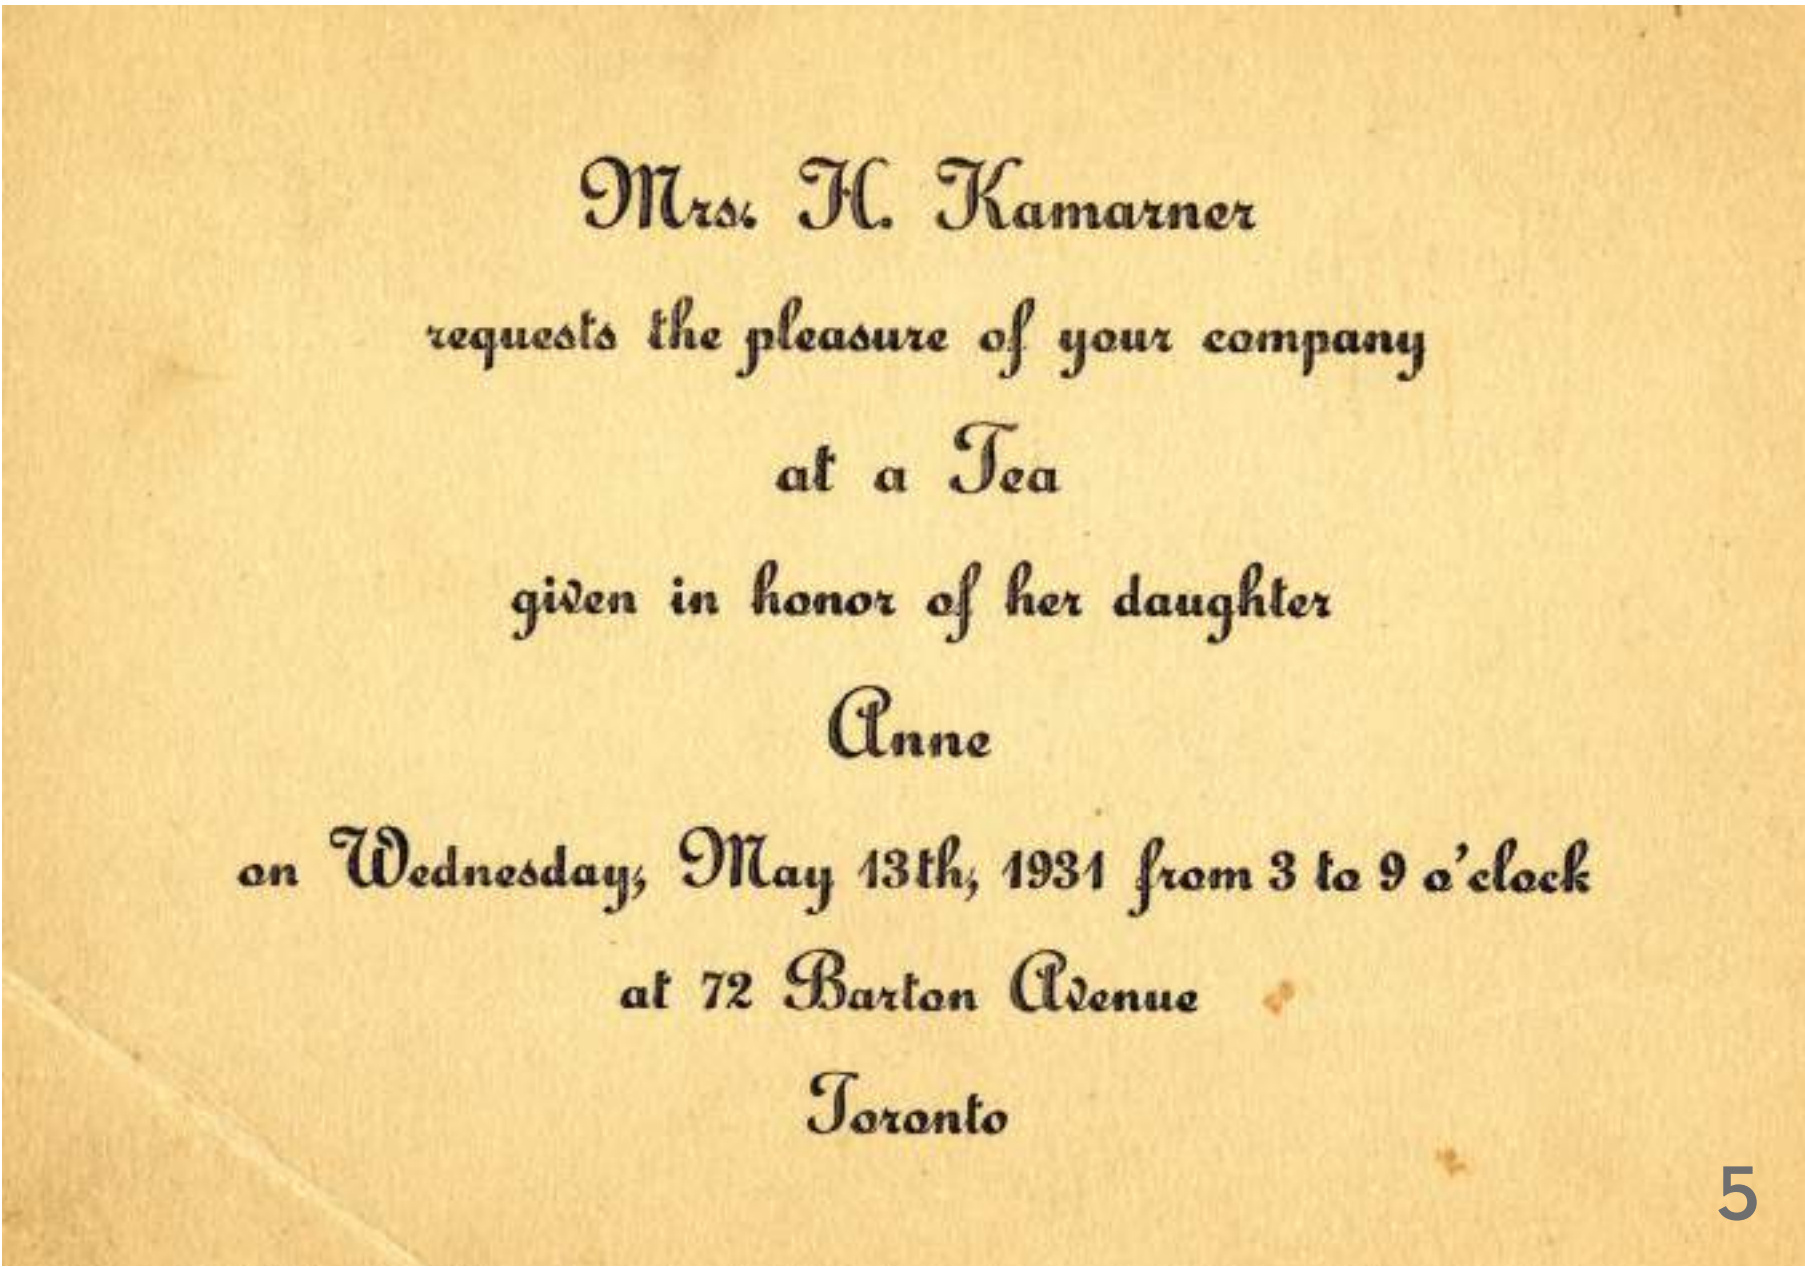 Mrs. H. Kamarner
requests the pleasure of your company
at a Tea
given in honor of her daughter
Anne
on Wednesday, May 13th, 1931 from 3 to 9 o'clock
at 72 Barton Avenue
Toronto
5